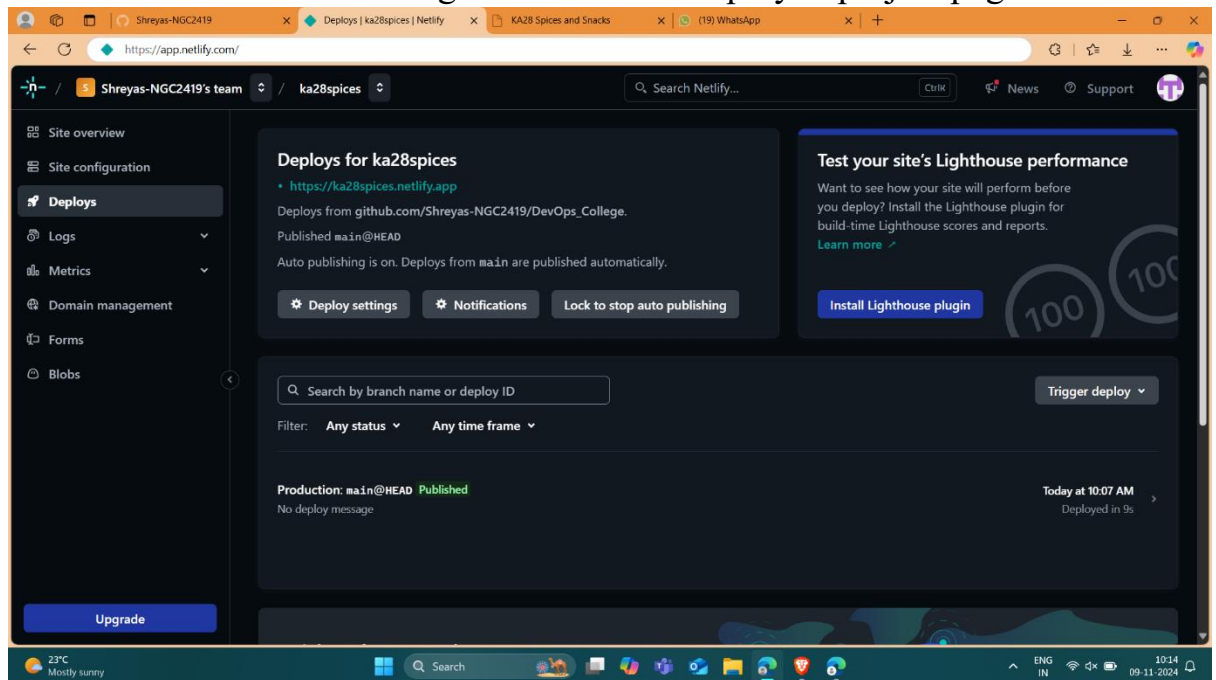 Shreyas-NGC2419
Deploys | ka28spices | Netlify
KA28 Spices and Snacks
(19) WhatsApp
https://app.netlify.com/
Shreyas-NGC2419's team / ka28spices
Search Netlify...
Ctrl K
News
Support
Site overview
Site configuration
Deploys
Logs
Metrics
Domain management
Forms
Blobs
Upgrade
Deploys for ka28spices
https://ka28spices.netlify.app
Deploys from github.com/Shreyas-NGC2419/DevOps_College.
Published main@HEAD
Auto publishing is on. Deploys from main are published automatically.
Deploy settings
Notifications
Lock to stop auto publishing
Test your site's Lighthouse performance
Want to see how your site will perform before
you deploy? Install the Lighthouse plugin for
build-time Lighthouse scores and reports.
Learn more
Install Lighthouse plugin
100
100
Search by branch name or deploy ID
Trigger deploy
Filter: Any status Any time frame
Production: main@HEAD Published
Today at 10:07 AM
No deploy message
Deployed in 9s
23°C
Mostly sunny
Search
ENG
IN
10:14
09-11-2024